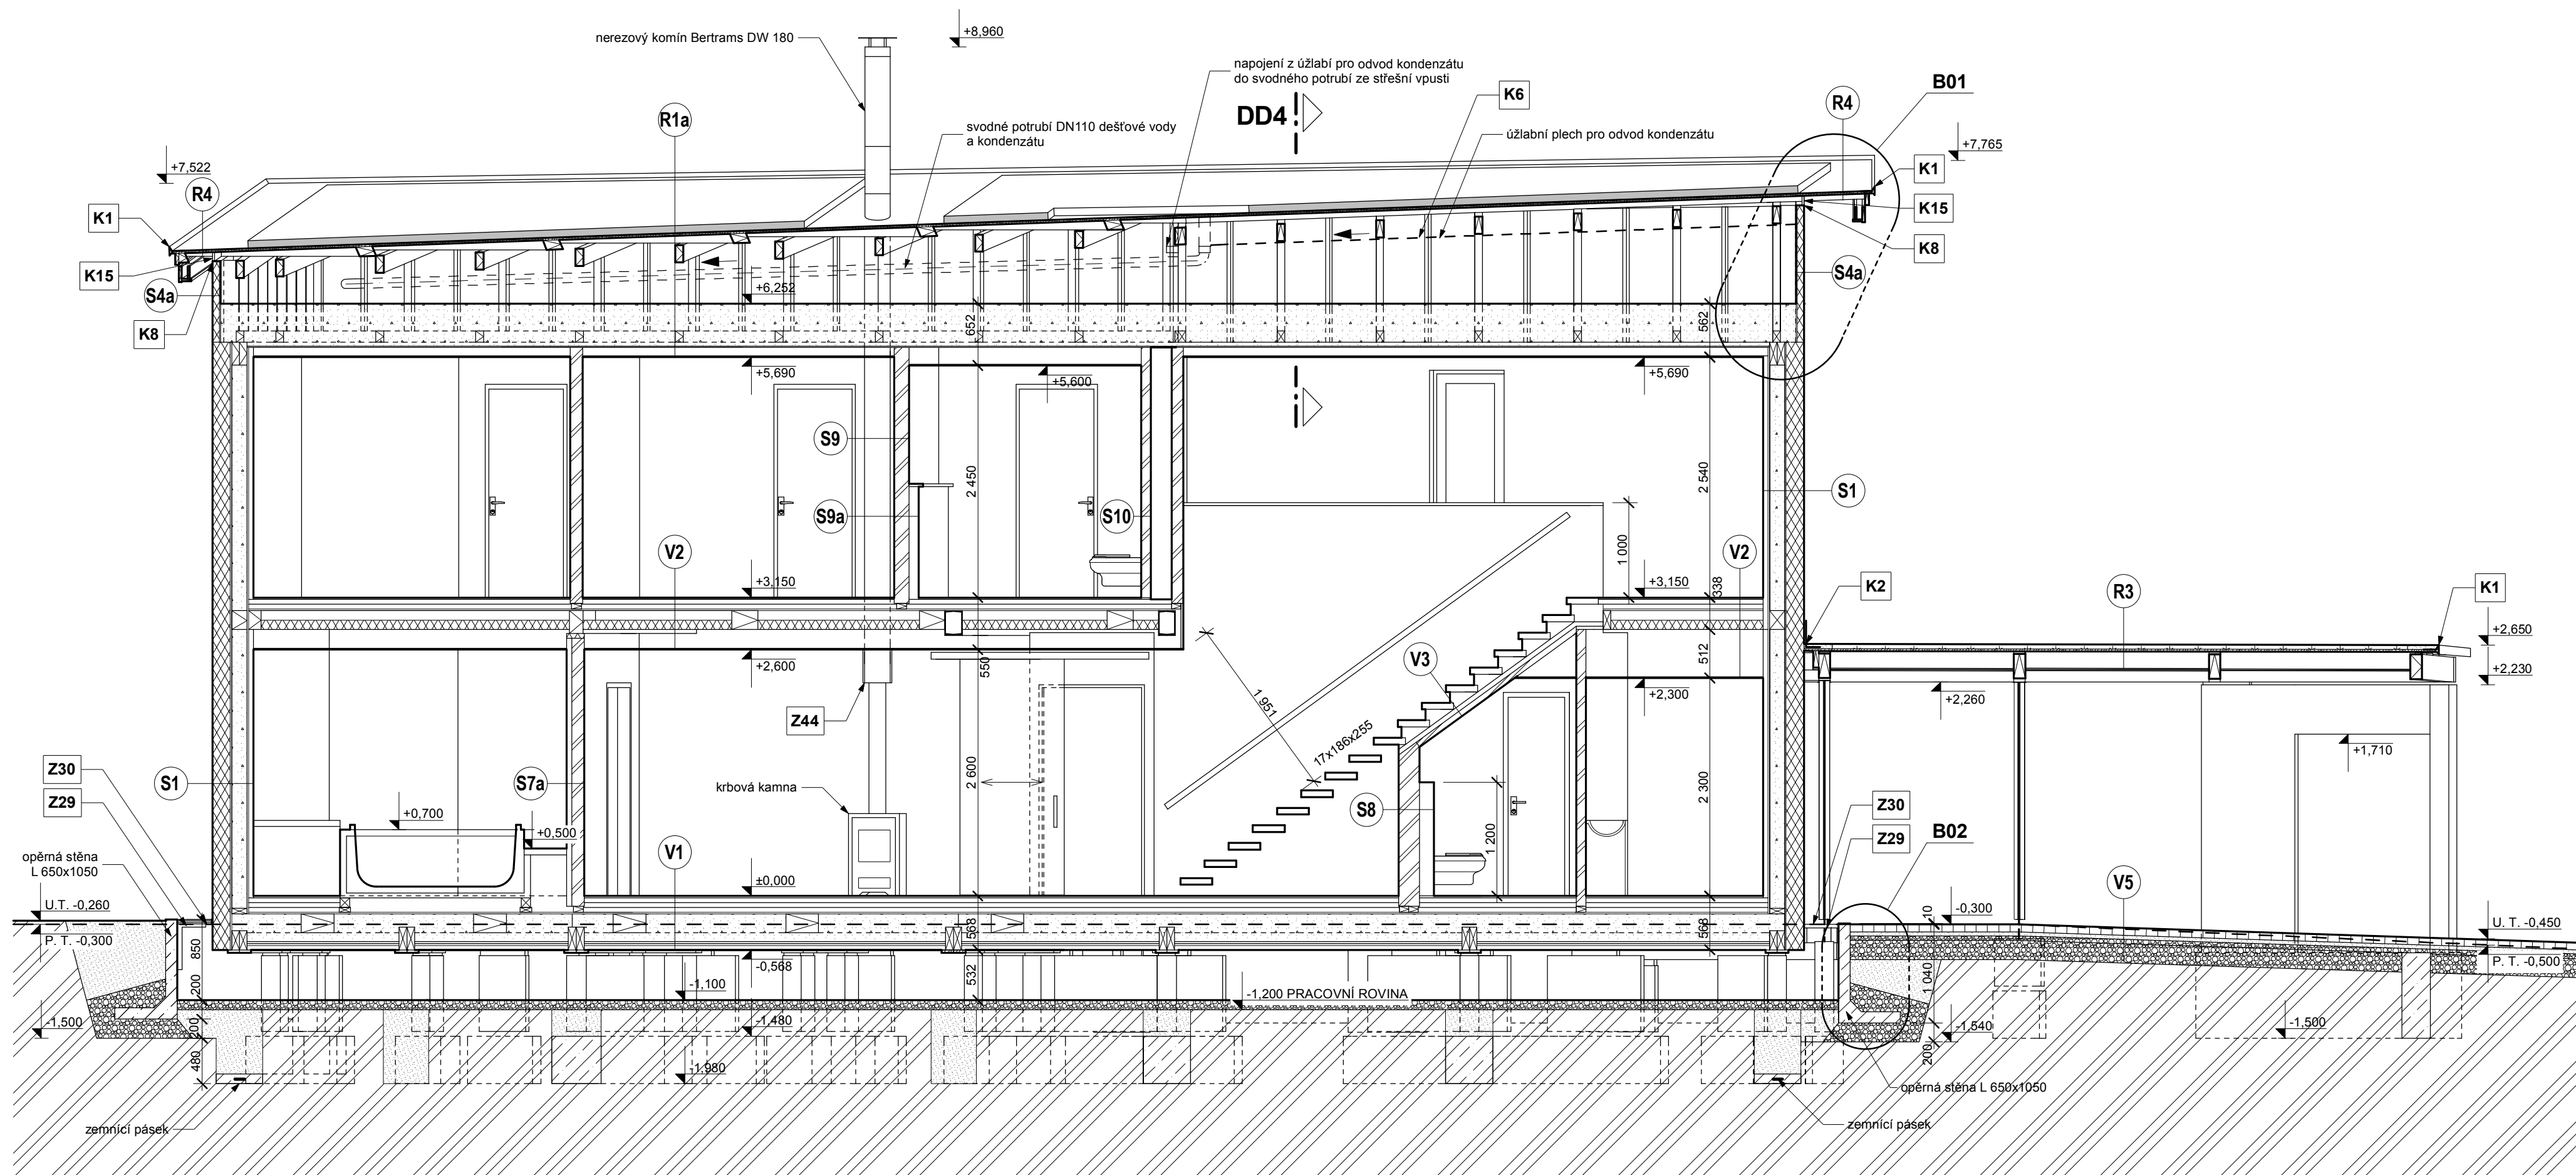 nerezový komín Bertrams DW 180
+8,960
napojení z úžlabí pro odvod kondenzátu
do svodného potrubí ze střešní vpusti
DD4
K6
B01
R4
R1a
svodné potrubí DN110 dešťové vody
a kondenzátu
úžlabní plech pro odvod kondenzátu
+7,765
+7,522
R4
K1
K1
K15
K8
K15
S4a
K8
S4a
+6,252
652
562
+5,690
+5,600
+5,690
S9
2 450
2 540
S1
S9a
S10
V2
1 000
V2
+3,150
+3,150
338
K2
R3
K1
+2,650
+2,600
550
V3
512
+2,230
+2,300
+2,260
Z44
1 951
17x186x255
+1,710
Z30
Z29
S1
S7a
krbová kamna
2 600
S8
2 300
1 200
+0,700
+0,500
Z30
Z29
B02
opěrná stěna
L 650x1050
V1
±0,000
V5
U.T. -0,260
P. T. -0,300
850
568
568
10
-0,300
U. T. -0,450
P. T. -0,500
-0,568
532
200
-1,100
-1,200 PRACOVNÍ ROVINA
1 040
-1,500
200
-1,480
-1,540
-1,500
480
-1,980
200
opěrná stěna L 650x1050
zemnící pásek
zemnící pásek